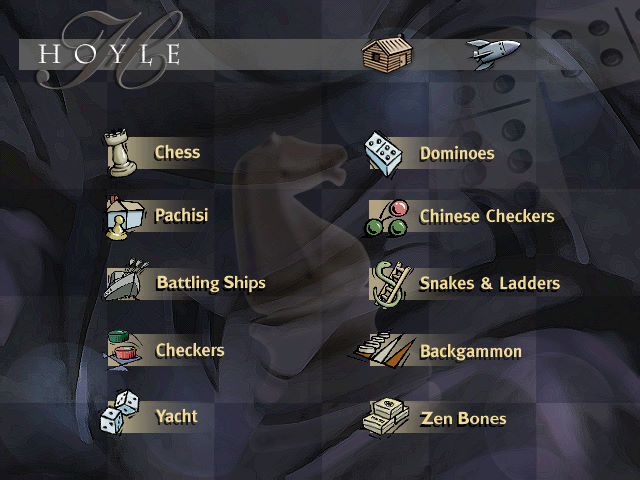 HOYLE
Chess
Dominoes
Pachisi
Chinese Checkers
Battling Ships
Snakes & Ladders
Checkers
Backgammon
Yacht
Zen Bones